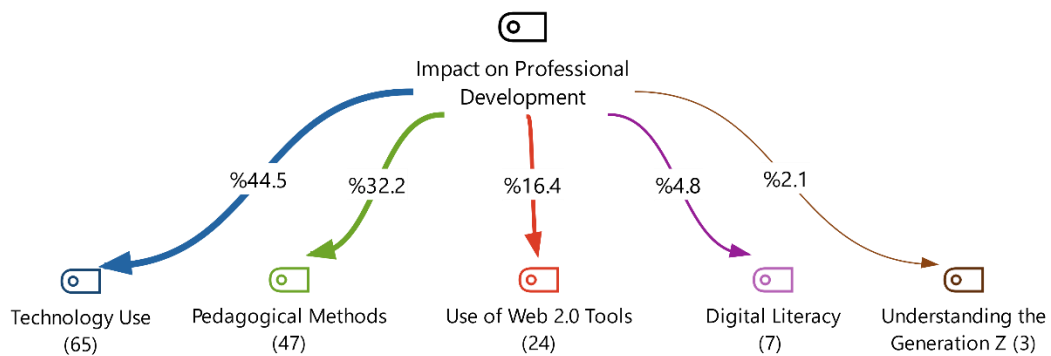 Impact on Professional
Development
%44.5
%32.2
%16.4
%4.8
%2.1
Technology Use
(65)
Pedagogical Methods
(47)
Use of Web 2.0 Tools
(24)
Digital Literacy
(7)
Understanding the
Generation Z (3)